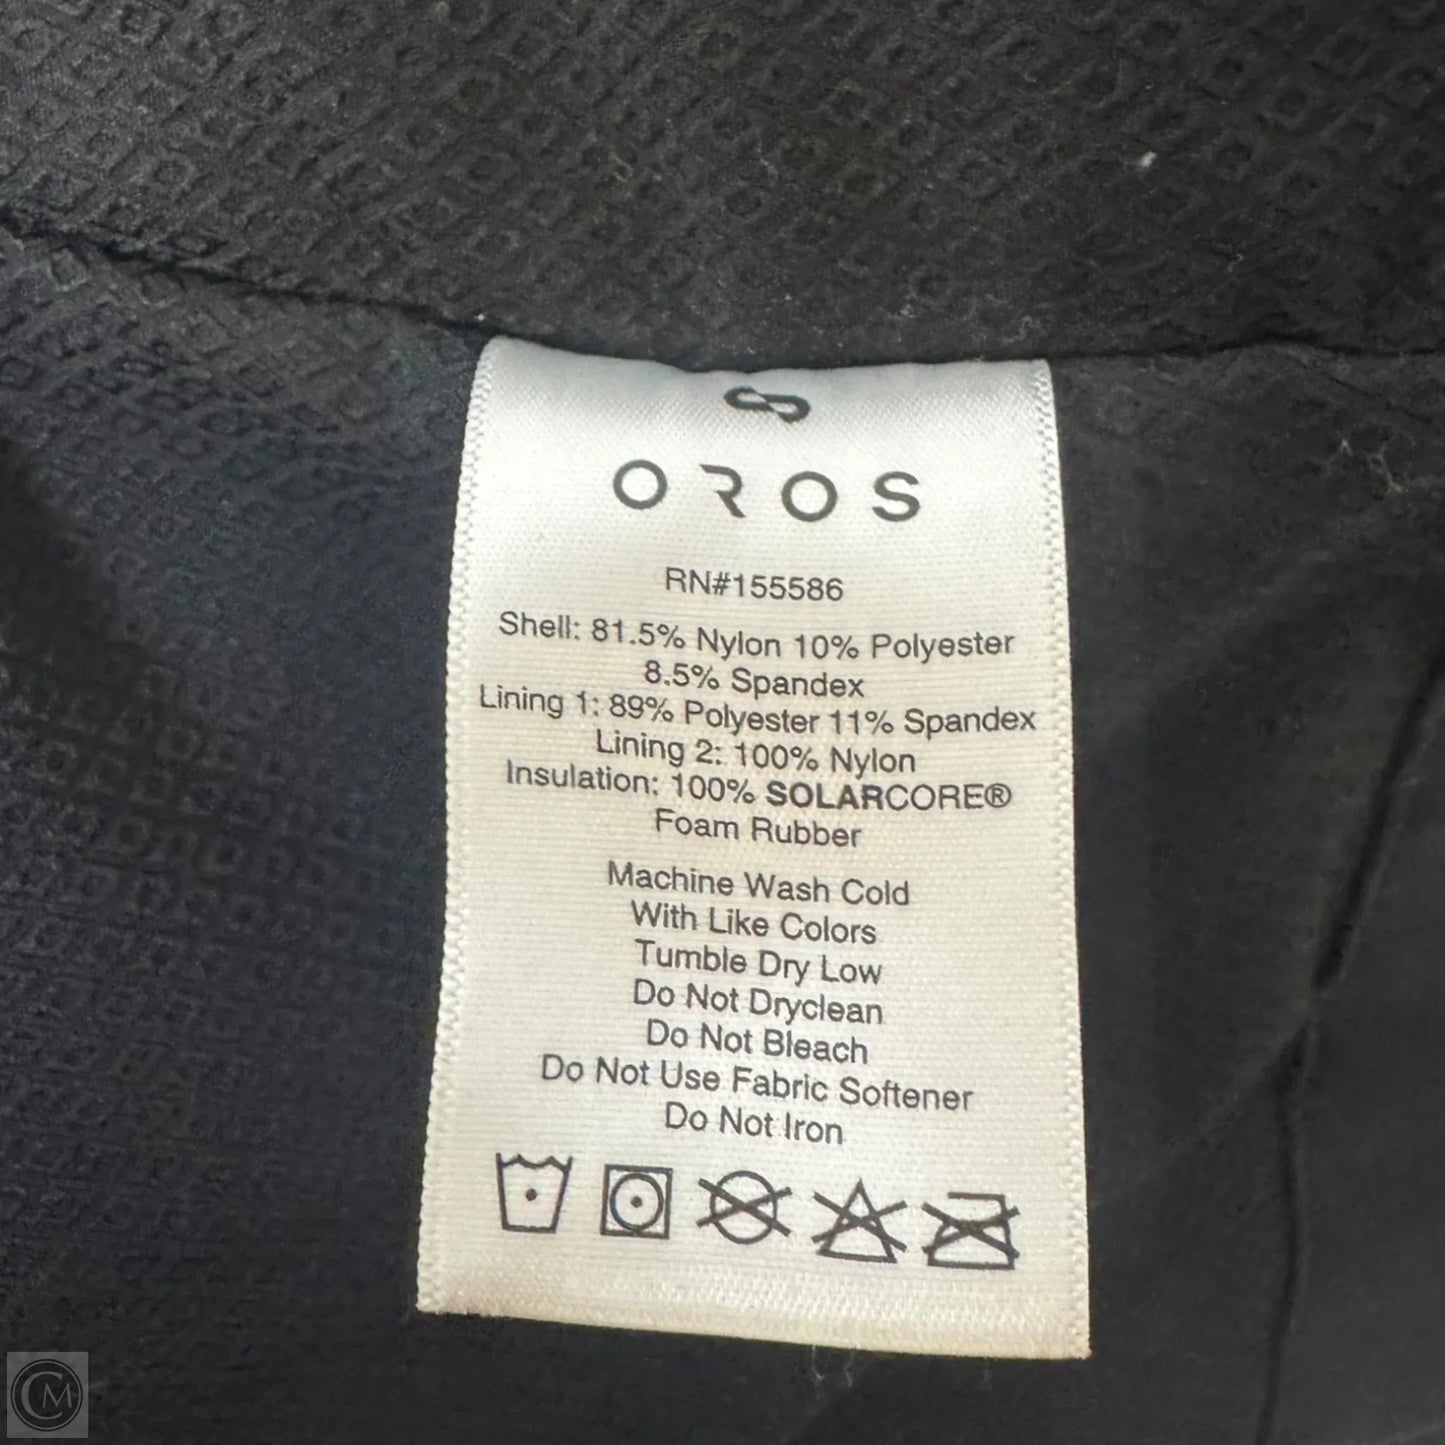 OROS
RN#155586
Shell: 81.5% Nylon 10% Polyester
8.5% Spandex
Lining 1: 89% Polyester 11% Spandex
Lining 2: 100% Nylon
Insulation: 100% SOLARCORE®
Foam Rubber
Machine Wash Cold
With Like Colors
Tumble Dry Low
Do Not Dryclean
Do Not Bleach
Do Not Use Fabric Softener
Do Not Iron
CM